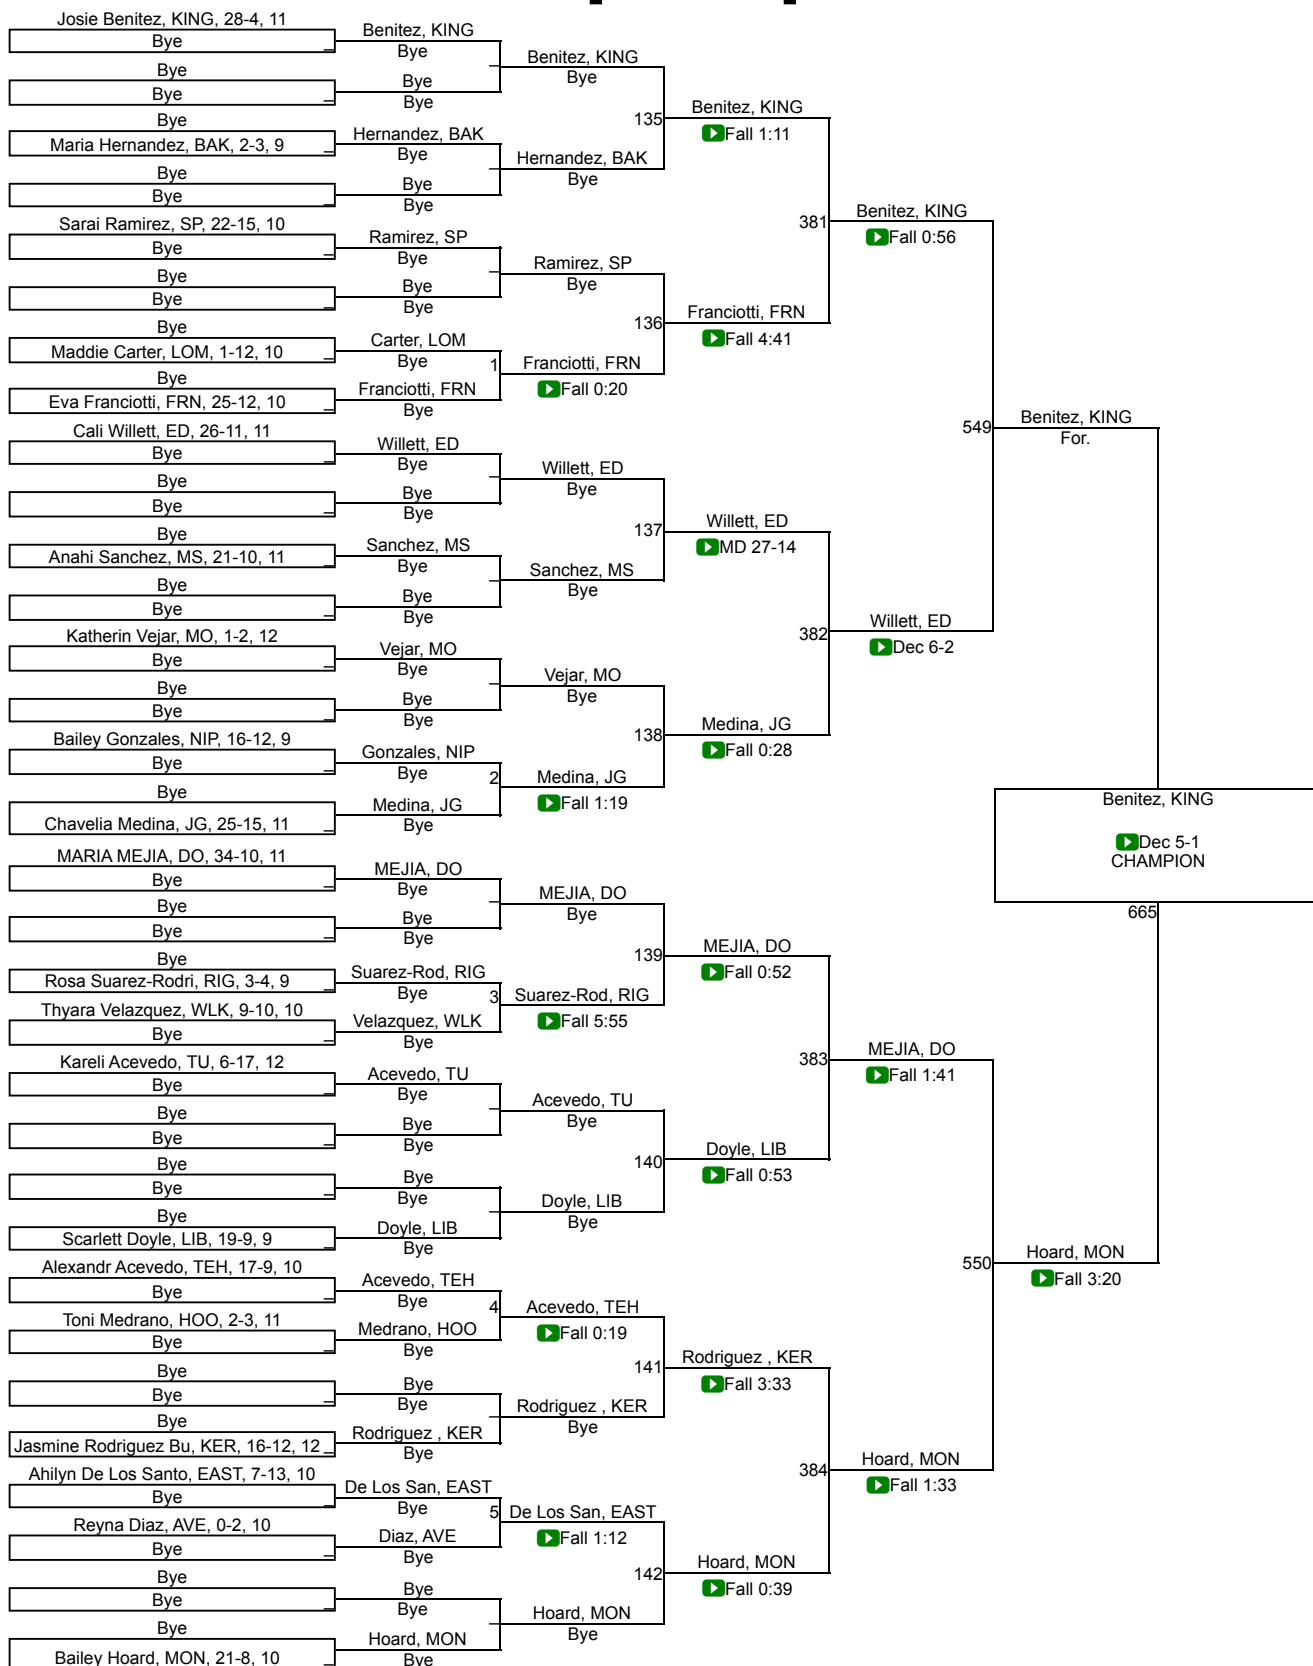 Josie Benitez, KING, 28-4, 11
Bye
Bye
Bye
Bye
Maria Hernandez, BAK, 2-3, 9
Bye
Bye
Sarai Ramirez, SP, 22-15, 10
Bye
Bye
Bye
Bye
Maddie Carter, LOM, 1-12, 10
Bye
Eva Franciotti, FRN, 25-12, 10
Cali Willett, ED, 26-11, 11
Bye
Bye
Bye
Bye
Anahi Sanchez, MS, 21-10, 11
Bye
Bye
Katherin Vejar, MO, 1-2, 12
Bye
Bye
Bye
Bailey Gonzales, NIP, 16-12, 9
Bye
Bye
Chavelia Medina, JG, 25-15, 11
MARIA MEJIA, DO, 34-10, 11
Bye
Bye
Bye
Bye
Rosa Suarez-Rodri, RIG, 3-4, 9
Thyara Velazquez, WLK, 9-10, 10
Bye
Kareli Acevedo, TU, 6-17, 12
Bye
Bye
Bye
Bye
Bye
Bye
Scarlett Doyle, LIB, 19-9, 9
Alexandr Acevedo, TEH, 17-9, 10
Bye
Toni Medrano, HOO, 2-3, 11
Bye
Bye
Bye
Bye
Jasmine Rodriguez Bu, KER, 16-12, 12
Ahilyn De Los Santo, EAST, 7-13, 10
Bye
Reyna Diaz, AVE, 0-2, 10
Bye
Bye
Bye
Bye
Bailey Hoard, MON, 21-8, 10
Benitez, KING
Bye
Bye
Bye
Hernandez, BAK
Bye
Bye
Bye
Ramirez, SP
Bye
Bye
Bye
Carter, LOM
Bye
1
Franciotti, FRN
Bye
Willett, ED
Bye
Bye
Bye
Sanchez, MS
Bye
Bye
Bye
Vejar, MO
Bye
Bye
Bye
Gonzales, NIP
Bye
2
Medina, JG
Bye
MEJIA, DO
Bye
Bye
Bye
Suarez-Rod, RIG
Bye
3
Velazquez, WLK
Bye
Acevedo, TU
Bye
Bye
Bye
Bye
Bye
Doyle, LIB
Bye
Acevedo, TEH
Bye
4
Medrano, HOO
Bye
Bye
Bye
Rodriguez , KER
Bye
De Los San, EAST
Bye
5
Diaz, AVE
Bye
Bye
Bye
Hoard, MON
Bye
Benitez, KING
Bye
135
Hernandez, BAK
Bye
Ramirez, SP
Bye
136
Franciotti, FRN
Fall 0:20
Willett, ED
Bye
137
Sanchez, MS
Bye
Vejar, MO
Bye
138
Medina, JG
Fall 1:19
MEJIA, DO
Bye
139
Suarez-Rod, RIG
Fall 5:55
Acevedo, TU
Bye
140
Doyle, LIB
Bye
Acevedo, TEH
Fall 0:19
141
Rodriguez , KER
Bye
De Los San, EAST
Fall 1:12
142
Hoard, MON
Bye
Benitez, KING
Fall 1:11
381
Franciotti, FRN
Fall 4:41
Willett, ED
MD 27-14
382
Medina, JG
Fall 0:28
MEJIA, DO
Fall 0:52
383
Doyle, LIB
Fall 0:53
Rodriguez , KER
Fall 3:33
384
Hoard, MON
Fall 0:39
Benitez, KING
Fall 0:56
549
Willett, ED
Dec 6-2
MEJIA, DO
Fall 1:41
550
Hoard, MON
Fall 1:33
Benitez, KING
For.
Hoard, MON
Fall 3:20
Benitez, KING
Dec 5-1
CHAMPION
665